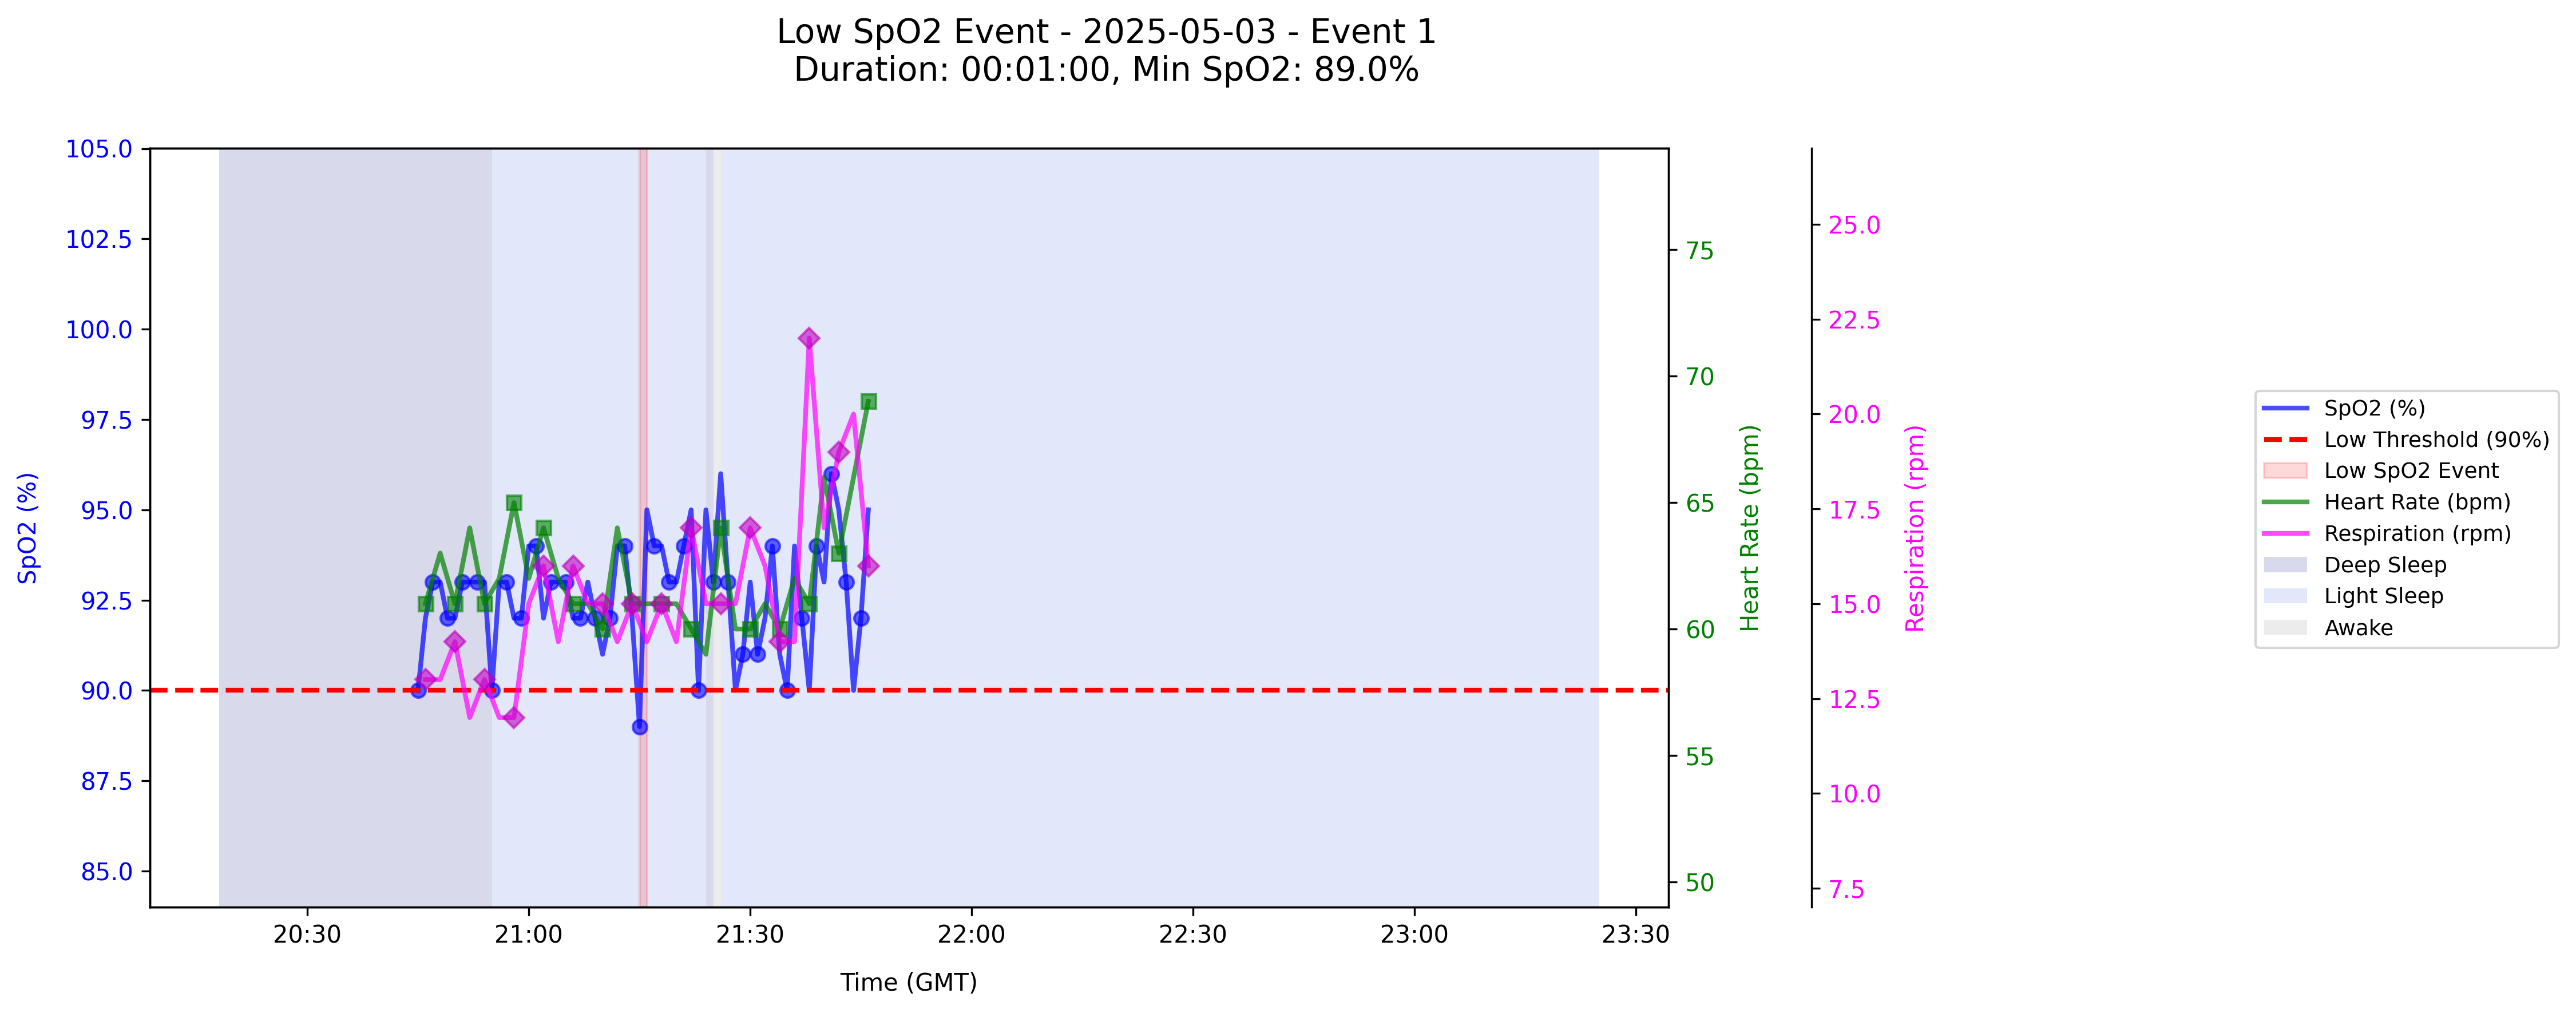 Low SpO2 Event - 2025-05-03 - Event 1
Duration: 00:01:00, Min SpO2: 89.0%
105.0
102.5
100.0
97.5
95.0
92.5
90.0
87.5
85.0
SpO2 (%)
20:30
21:00
21:30
22:00
22:30
23:00
23:30
Time (GMT)
75
70
65
60
55
50
Heart Rate (bpm)
25.0
22.5
20.0
17.5
15.0
12.5
10.0
7.5
Respiration (rpm)
SpO2 (%)
Low Threshold (90%)
Low SpO2 Event
Heart Rate (bpm)
Respiration (rpm)
Deep Sleep
Light Sleep
Awake